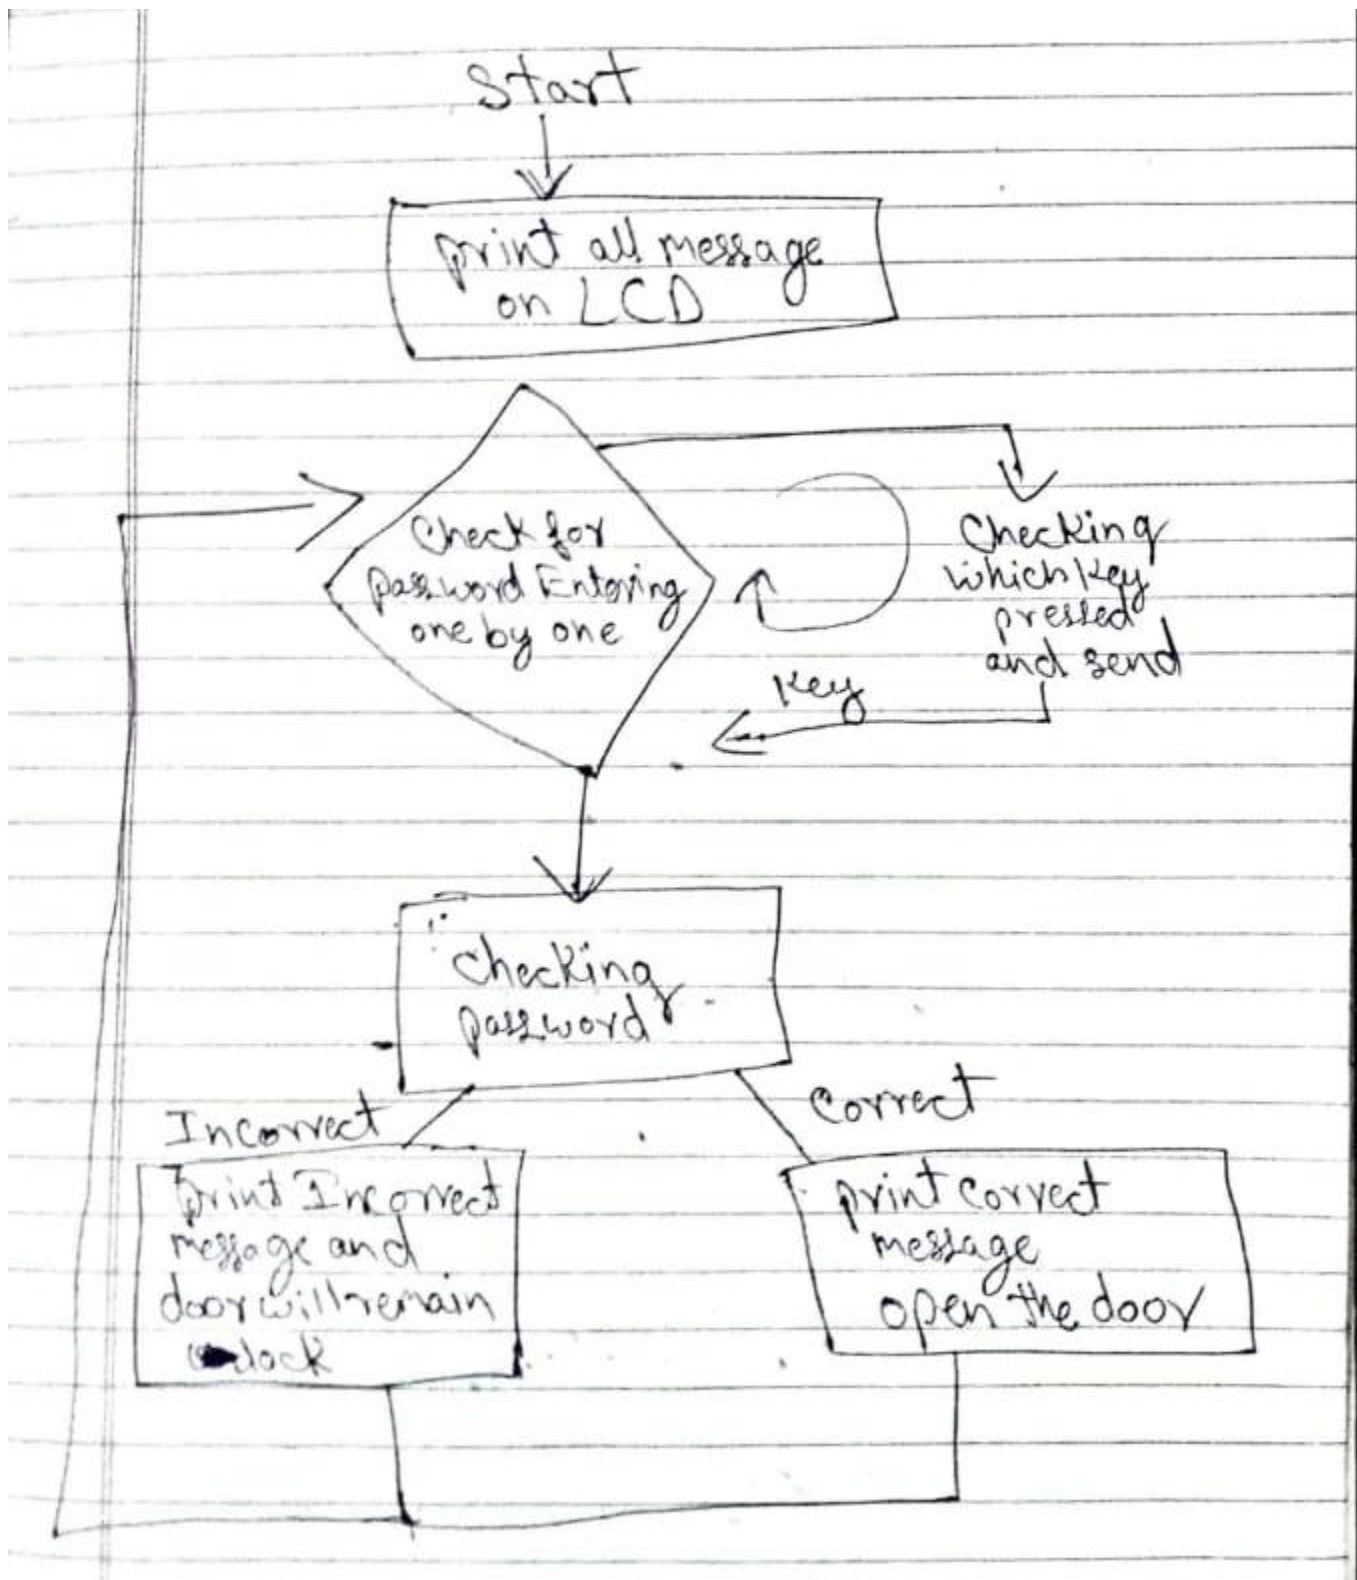 Start
print all message
on LCD
Check for
password Entering
one by one
Checking
which key
pressed
and send
Key
checking
password
Incorrect
Correct
print Incorrect
message and
door will remain
lock
print correct
message
open the door